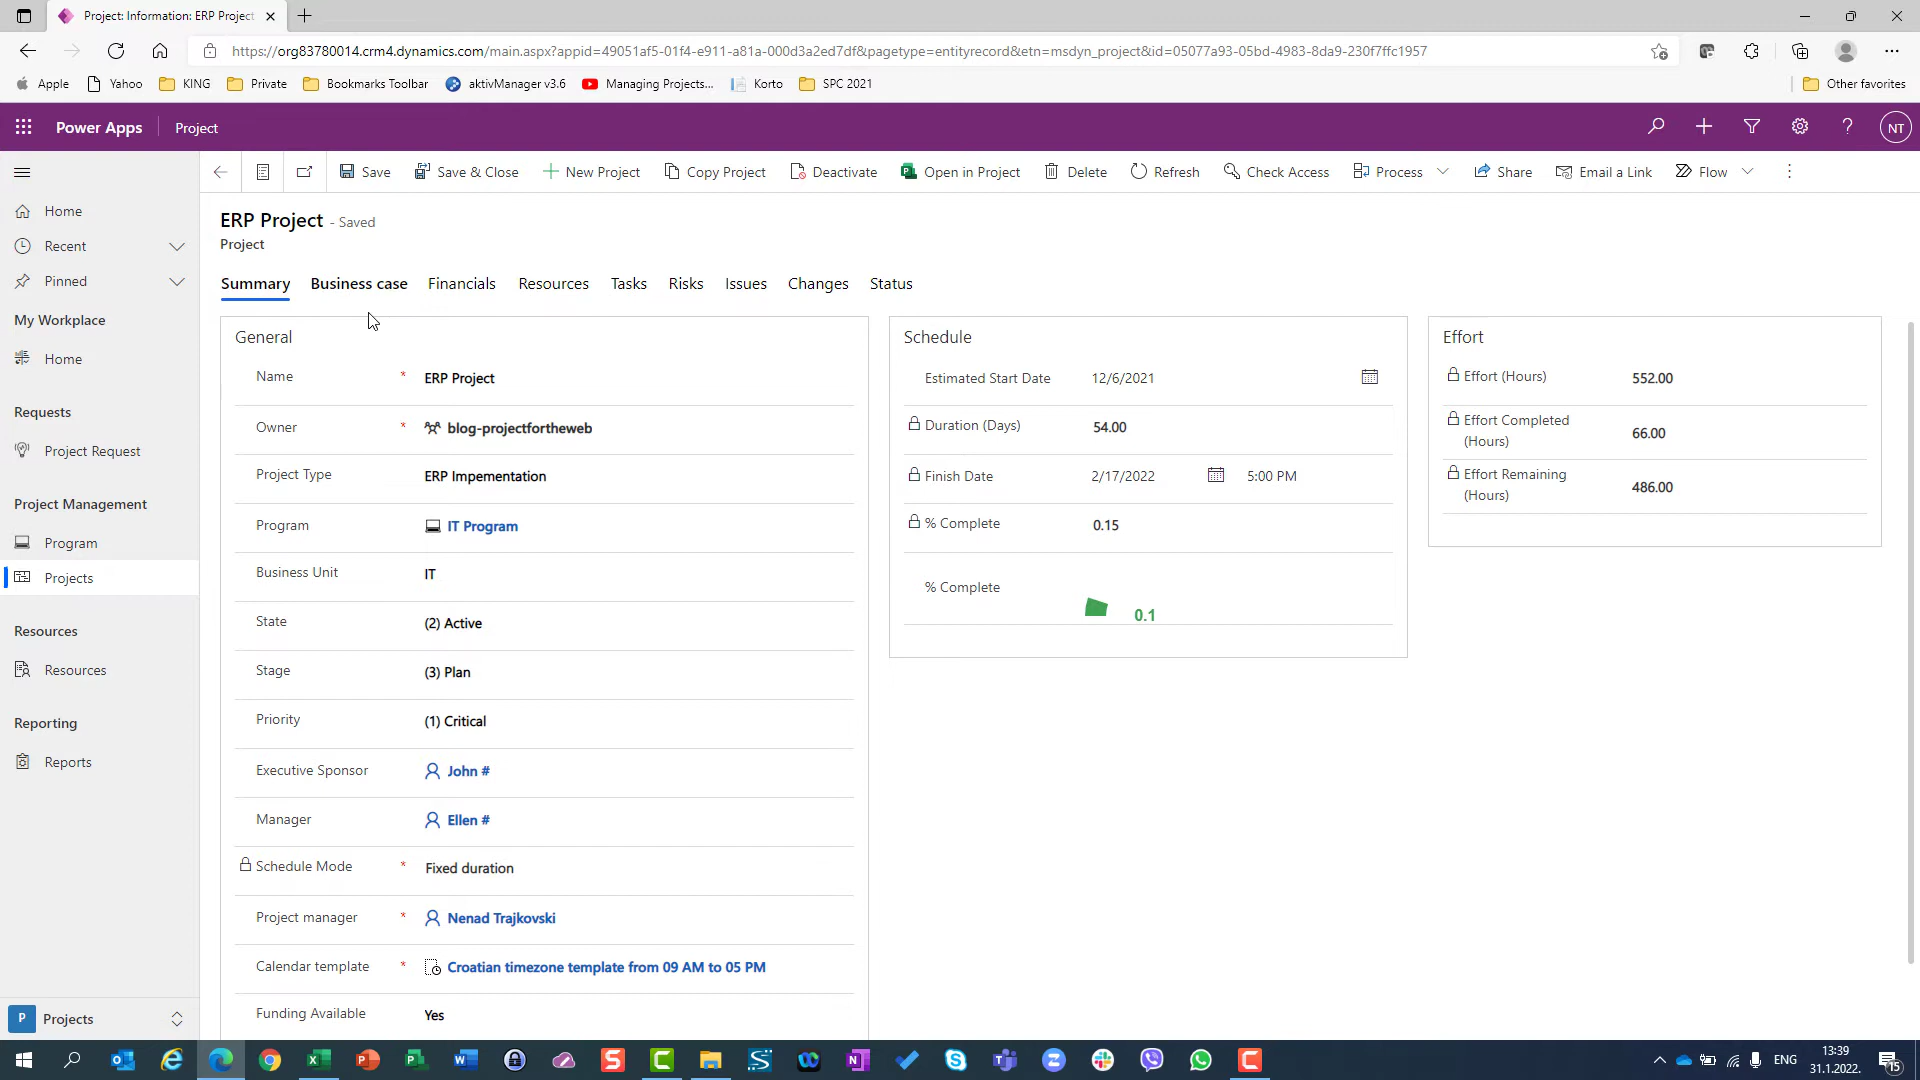 Project: Information: ERP Project
https://org83780014.crm4.dynamics.com/main.aspx?appid=49051af5-01f4-e911-a81a-000d3a2ed7df&pagetype=entityrecord&etn=msdyn_project&id=05077a93-05bd-4983-8da9-230f7ffc1957
Apple Yahoo KING Private Bookmarks Toolbar aktivManager v3.6 Managing Projects... Korto SPC 2021 Other favorites
Power Apps Project NT
Save Save & Close New Project Copy Project Deactivate Open in Project Delete Refresh Check Access Process Share Email a Link Flow
Home
Recent
Pinned
My Workplace
Home
Requests
Project Request
Project Management
Program
Projects
Resources
Resources
Reporting
Reports
P Projects
ERP Project - Saved
Project
Summary Business case Financials Resources Tasks Risks Issues Changes Status
General
Name * ERP Project
Owner * blog-projectfortheweb
Project Type ERP Impementation
Program IT Program
Business Unit IT
State (2) Active
Stage (3) Plan
Priority (1) Critical
Executive Sponsor John #
Manager Ellen #
Schedule Mode * Fixed duration
Project manager * Nenad Trajkovski
Calendar template * Croatian timezone template from 09 AM to 05 PM
Funding Available Yes
Schedule
Estimated Start Date 12/6/2021
Duration (Days) 54.00
Finish Date 2/17/2022 5:00 PM
% Complete 0.15
% Complete
0.1
Effort
Effort (Hours) 552.00
Effort Completed
(Hours) 66.00
Effort Remaining
(Hours) 486.00
ENG
13:39
31.1.2022.
15